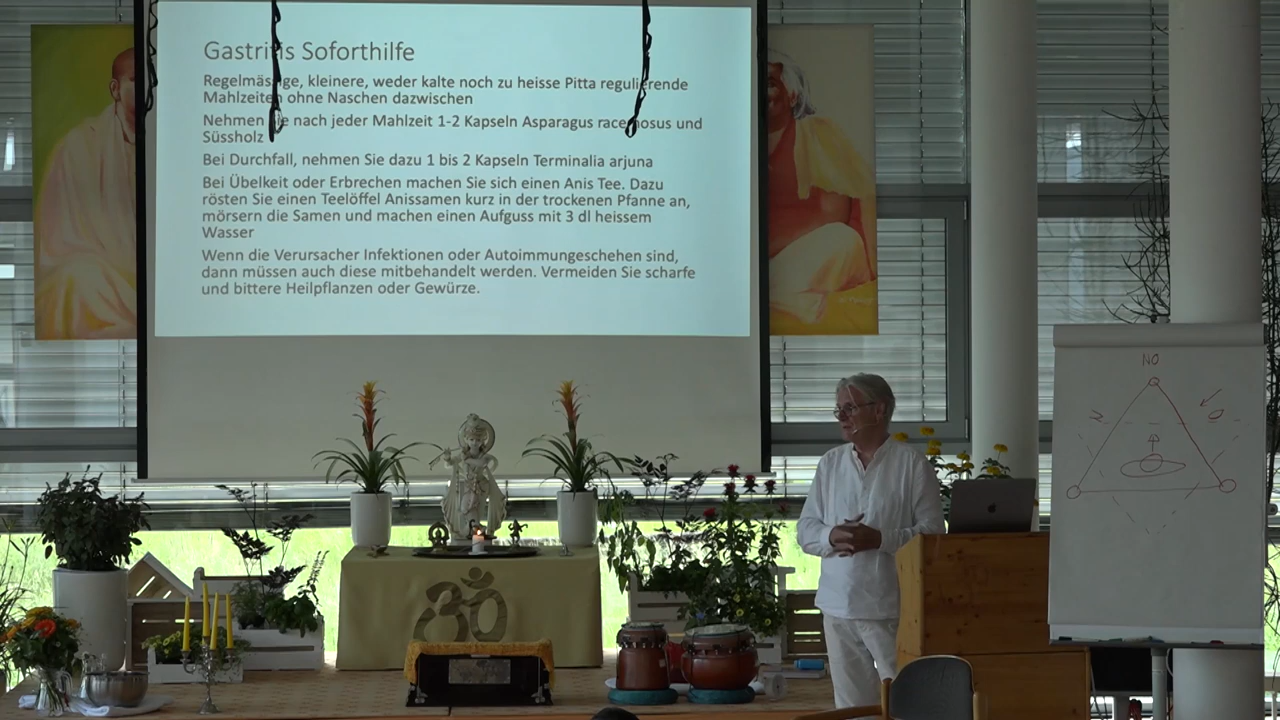 Gastritis Soforthilfe
Regelmässige, kleinere, weder kalte noch zu heisse Pitta regulierende
Mahlzeiten ohne Naschen dazwischen
Nehmen Sie nach jeder Mahlzeit 1-2 Kapseln Asparagus racemosus und
Süssholz
Bei Durchfall, nehmen Sie dazu 1 bis 2 Kapseln Terminalia arjuna
Bei Übelkeit oder Erbrechen machen Sie sich einen Anis Tee. Dazu
rösten Sie einen Teelöffel Anissamen kurz in der trockenen Pfanne an,
mörsern die Samen und machen einen Aufguss mit 3 dl heissem
Wasser
Wenn die Verursacher Infektionen oder Autoimmungeschehen sind,
dann müssen auch diese mitbehandelt werden. Vermeiden Sie scharfe
und bittere Heilpflanzen oder Gewürze.
NO
ॐ